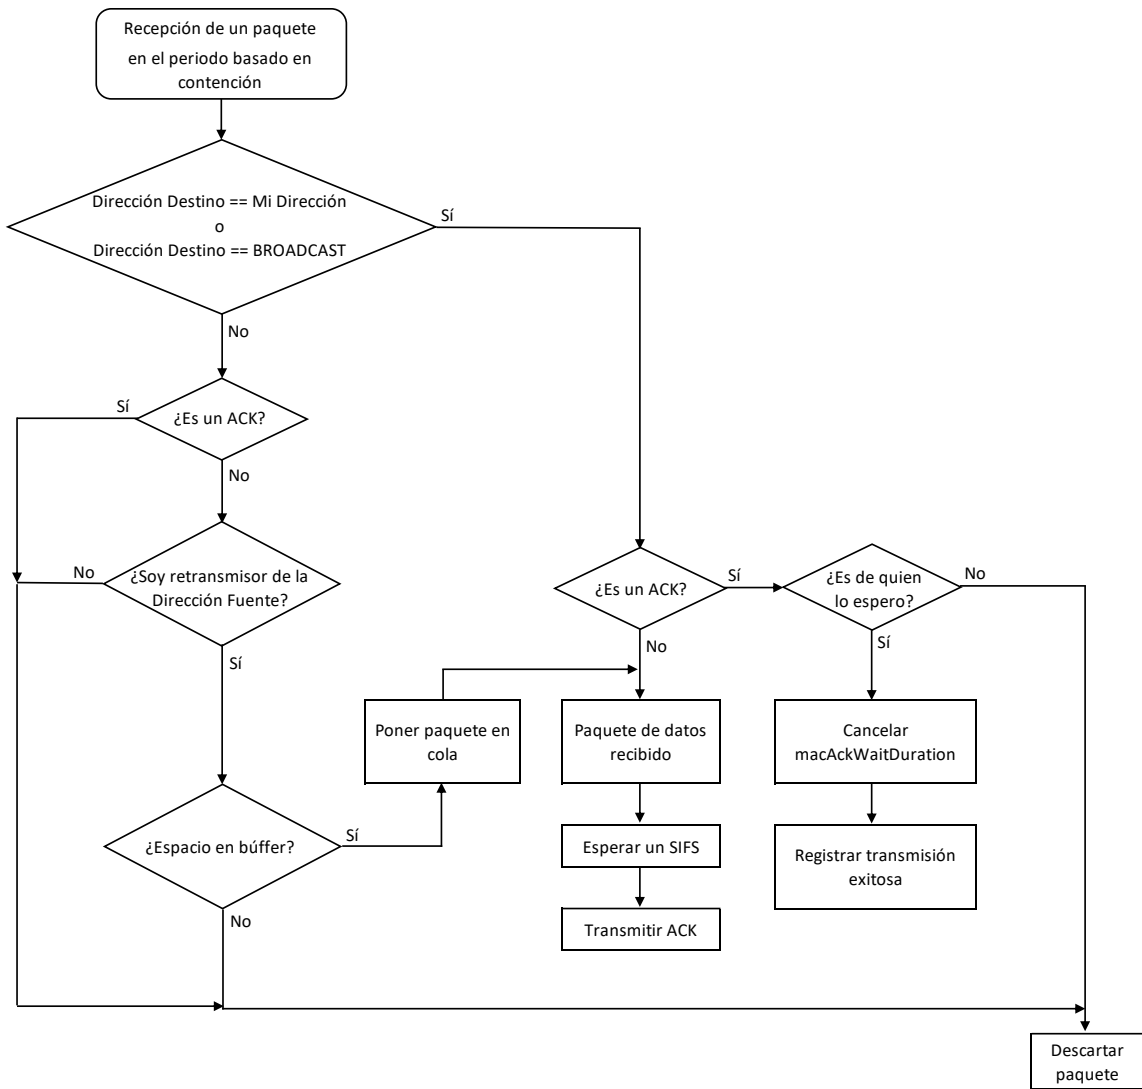 Recepción de un paquete
en el periodo basado en
contención
Dirección Destino == Mi Dirección
o
Dirección Destino == BROADCAST
Sí
No
¿Es un ACK?
Sí
No
¿Soy retransmisor de la
Dirección Fuente?
No
Sí
¿Es un ACK?
Sí
No
¿Es de quien
lo espero?
No
Sí
Poner paquete en
cola
Paquete de datos
recibido
Cancelar
macAckWaitDuration
¿Espacio en búffer?
Sí
No
Esperar un SIFS
Registrar transmisión
exitosa
Transmitir ACK
Descartar
paquete